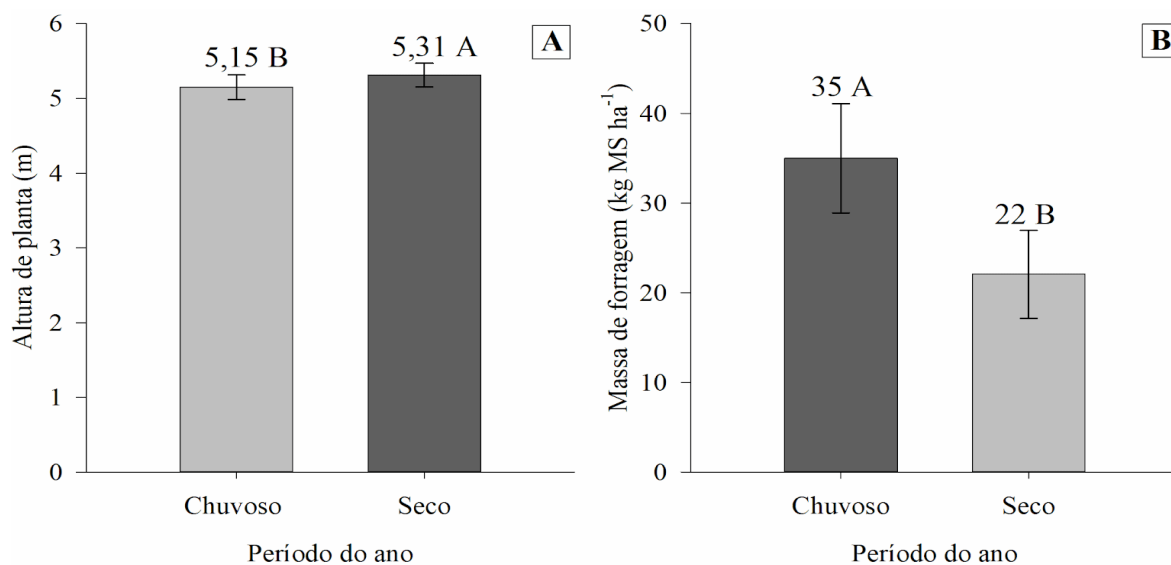 A
Altura de planta (m)
6
5
4
3
2
1
0
5,15 B
5,31 A
Chuvoso
Seco
Período do ano
B
Massa de forragem (kg MS ha⁻¹)
50
40
30
20
10
0
35 A
22 B
Chuvoso
Seco
Período do ano